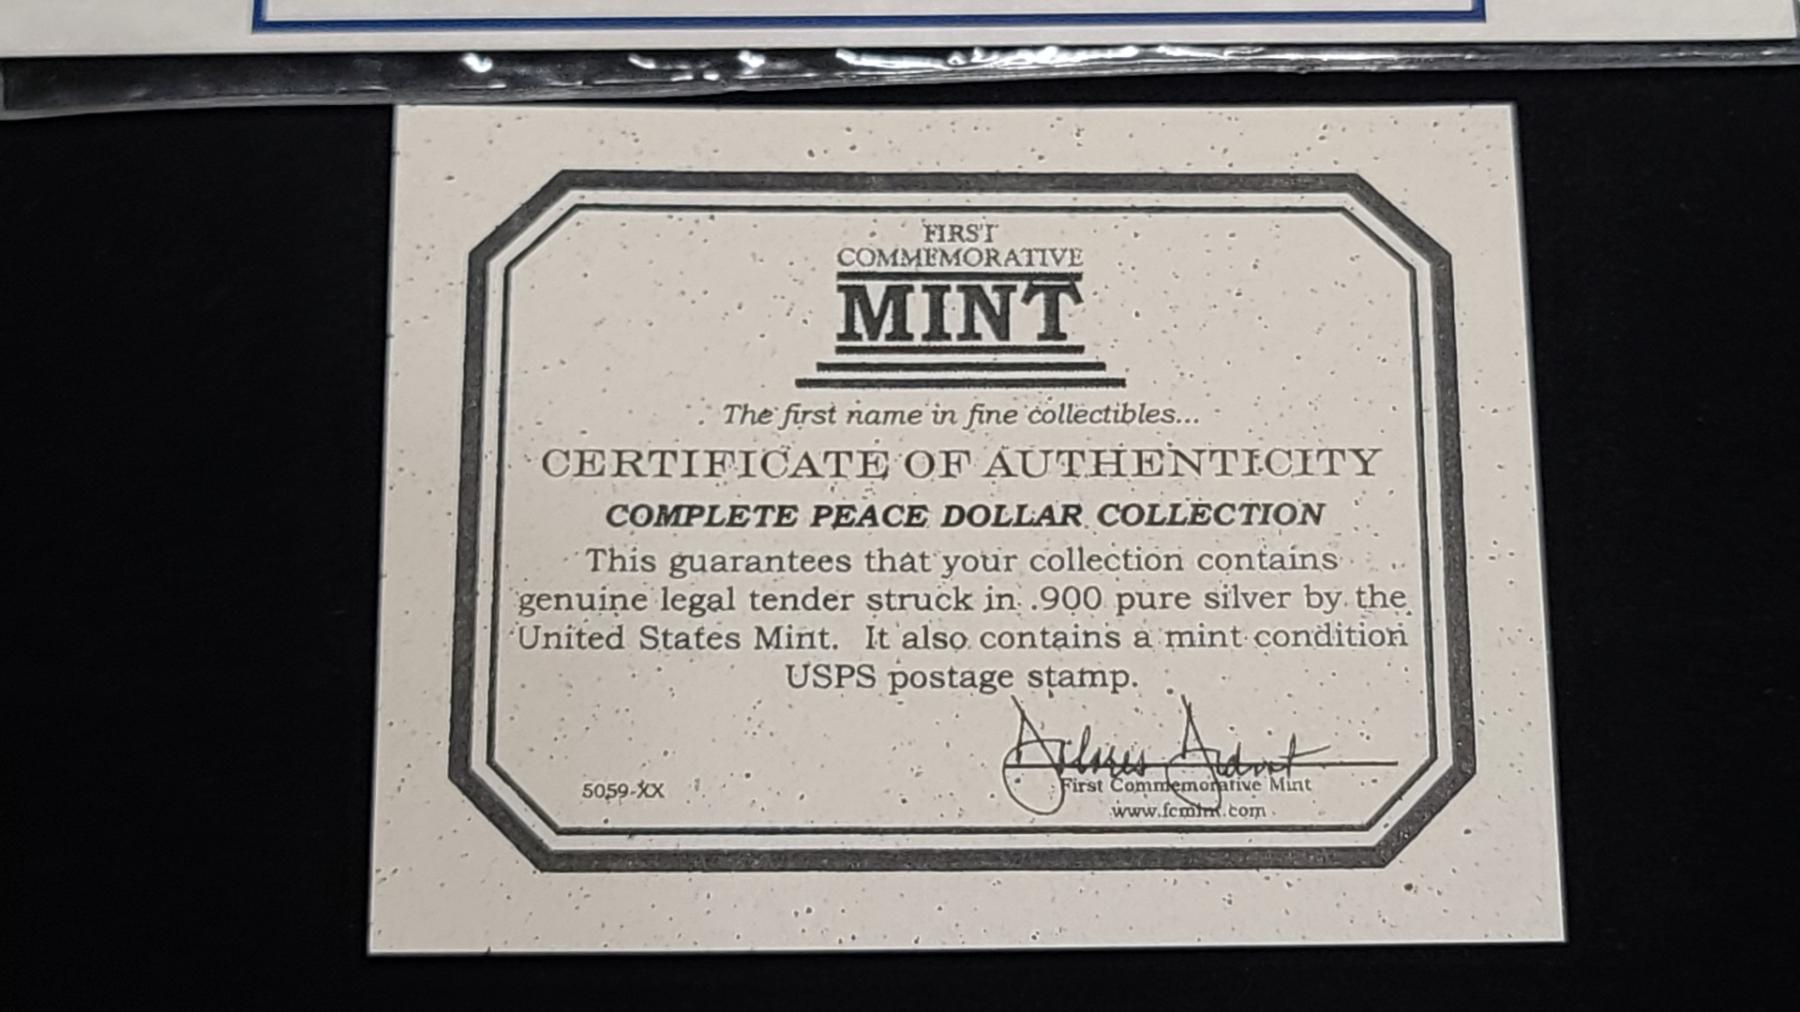 FIRST
COMMEMORATIVE
MINT
The first name in fine collectibles...
CERTIFICATE OF AUTHENTICITY
COMPLETE PEACE DOLLAR COLLECTION
This guarantees that your collection contains
genuine legal tender struck in .900 pure silver by the
United States Mint. It also contains a mint condition
USPS postage stamp.
5059-XX
First Commemorative Mint
www.fcmint.com